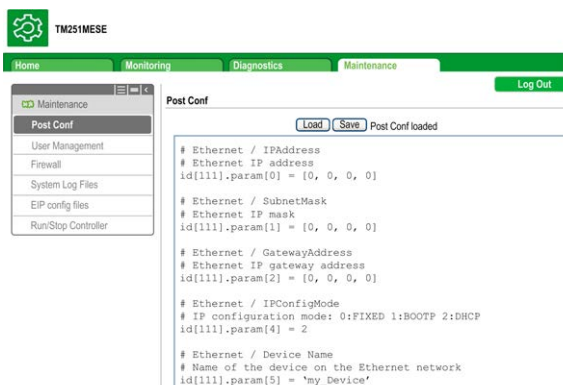 TM251MESE
Home Monitoring Diagnostics Maintenance
Log Out
Maintenance
Post Conf
User Management
Firewall
System Log Files
EIP config files
Run/Stop Controller
Post Conf
Load Save Post Conf loaded
# Ethernet / IPAddress
# Ethernet IP address
id[111].param[0] = [0, 0, 0, 0]
# Ethernet / SubnetMask
# Ethernet IP mask
id[111].param[1] = [0, 0, 0, 0]
# Ethernet / GatewayAddress
# Ethernet IP gateway address
id[111].param[2] = [0, 0, 0, 0]
# Ethernet / IPConfigMode
# IP configuration mode: 0:FIXED 1:BOOTP 2:DHCP
id[111].param[4] = 2
# Ethernet / Device Name
# Name of the device on the Ethernet network
id[111].param[5] = 'my_Device'